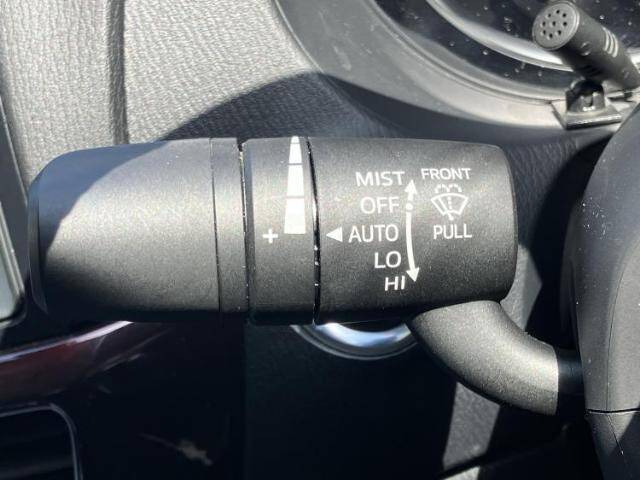 MIST FRONT
OFF
+ ◄ AUTO PULL
LO
HI